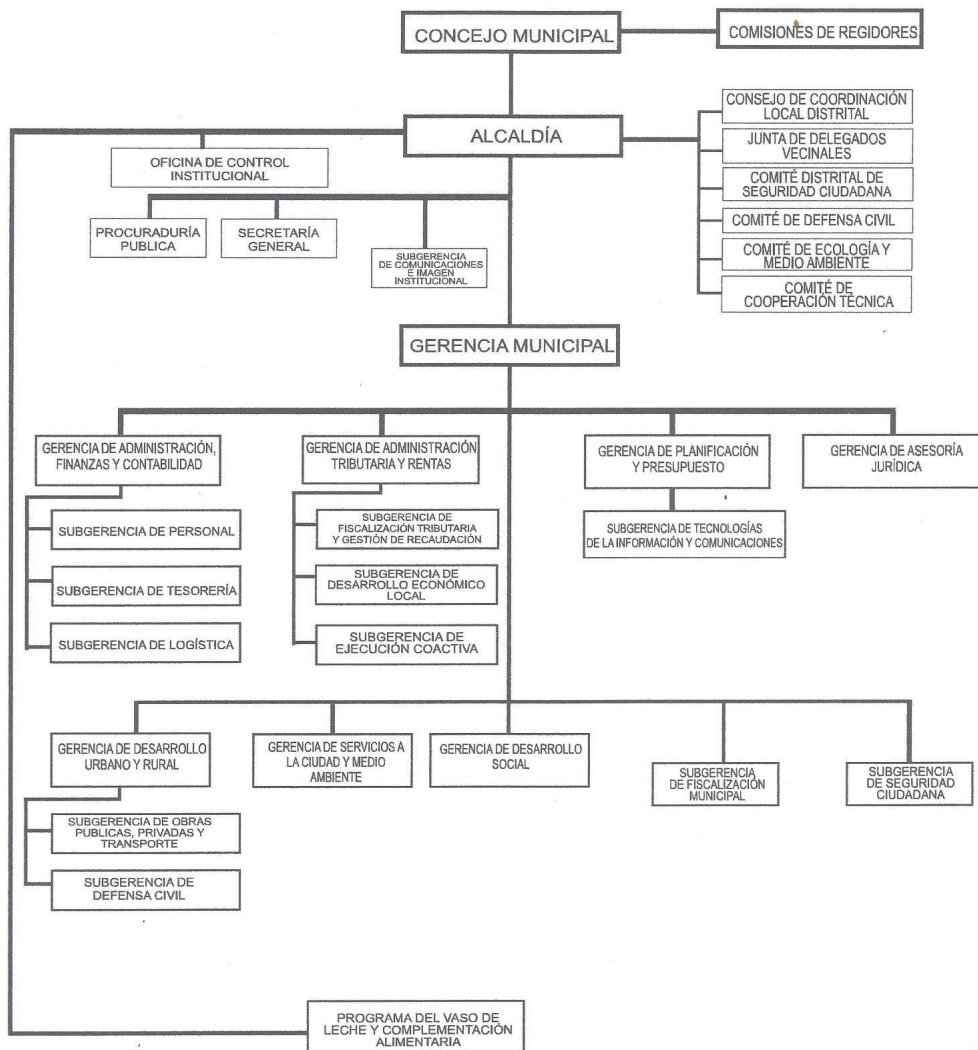 CONCEJO MUNICIPAL
COMISIONES DE REGIDORES
ALCALDÍA
CONSEJO DE COORDINACIÓN
LOCAL DISTRITAL
JUNTA DE DELEGADOS
VECINALES
COMITÉ DISTRITAL DE
SEGURIDAD CIUDADANA
COMITÉ DE DEFENSA CIVIL
COMITÉ DE ECOLOGÍA Y
MEDIO AMBIENTE
COMITÉ DE
COOPERACIÓN TÉCNICA
OFICINA DE CONTROL
INSTITUCIONAL
PROCURADURÍA
PUBLICA
SECRETARÍA
GENERAL
SUBGERENCIA
DE COMUNICACIONES
E IMAGEN
INSTITUCIONAL
GERENCIA MUNICIPAL
GERENCIA DE ADMINISTRACIÓN,
FINANZAS Y CONTABILIDAD
SUBGERENCIA DE PERSONAL
SUBGERENCIA DE TESORERÍA
SUBGERENCIA DE LOGÍSTICA
GERENCIA DE ADMINISTRACIÓN
TRIBUTARIA Y RENTAS
SUBGERENCIA DE
FISCALIZACIÓN TRIBUTARIA
Y GESTIÓN DE RECAUDACIÓN
SUBGERENCIA DE
DESARROLLO ECONÓMICO
LOCAL
SUBGERENCIA DE
EJECUCIÓN COACTIVA
GERENCIA DE PLANIFICACIÓN
Y PRESUPUESTO
SUBGERENCIA DE TECNOLOGÍAS
DE LA INFORMACIÓN Y COMUNICACIONES
GERENCIA DE ASESORÍA
JURÍDICA
GERENCIA DE DESARROLLO
URBANO Y RURAL
SUBGERENCIA DE OBRAS
PUBLICAS, PRIVADAS Y
TRANSPORTE
SUBGERENCIA DE
DEFENSA CIVIL
GERENCIA DE SERVICIOS A
LA CIUDAD Y MEDIO
AMBIENTE
GERENCIA DE DESARROLLO
SOCIAL
SUBGERENCIA
DE FISCALIZACIÓN
MUNICIPAL
SUBGERENCIA
DE SEGURIDAD
CIUDADANA
PROGRAMA DEL VASO DE
LECHE Y COMPLEMENTACIÓN
ALIMENTARIA